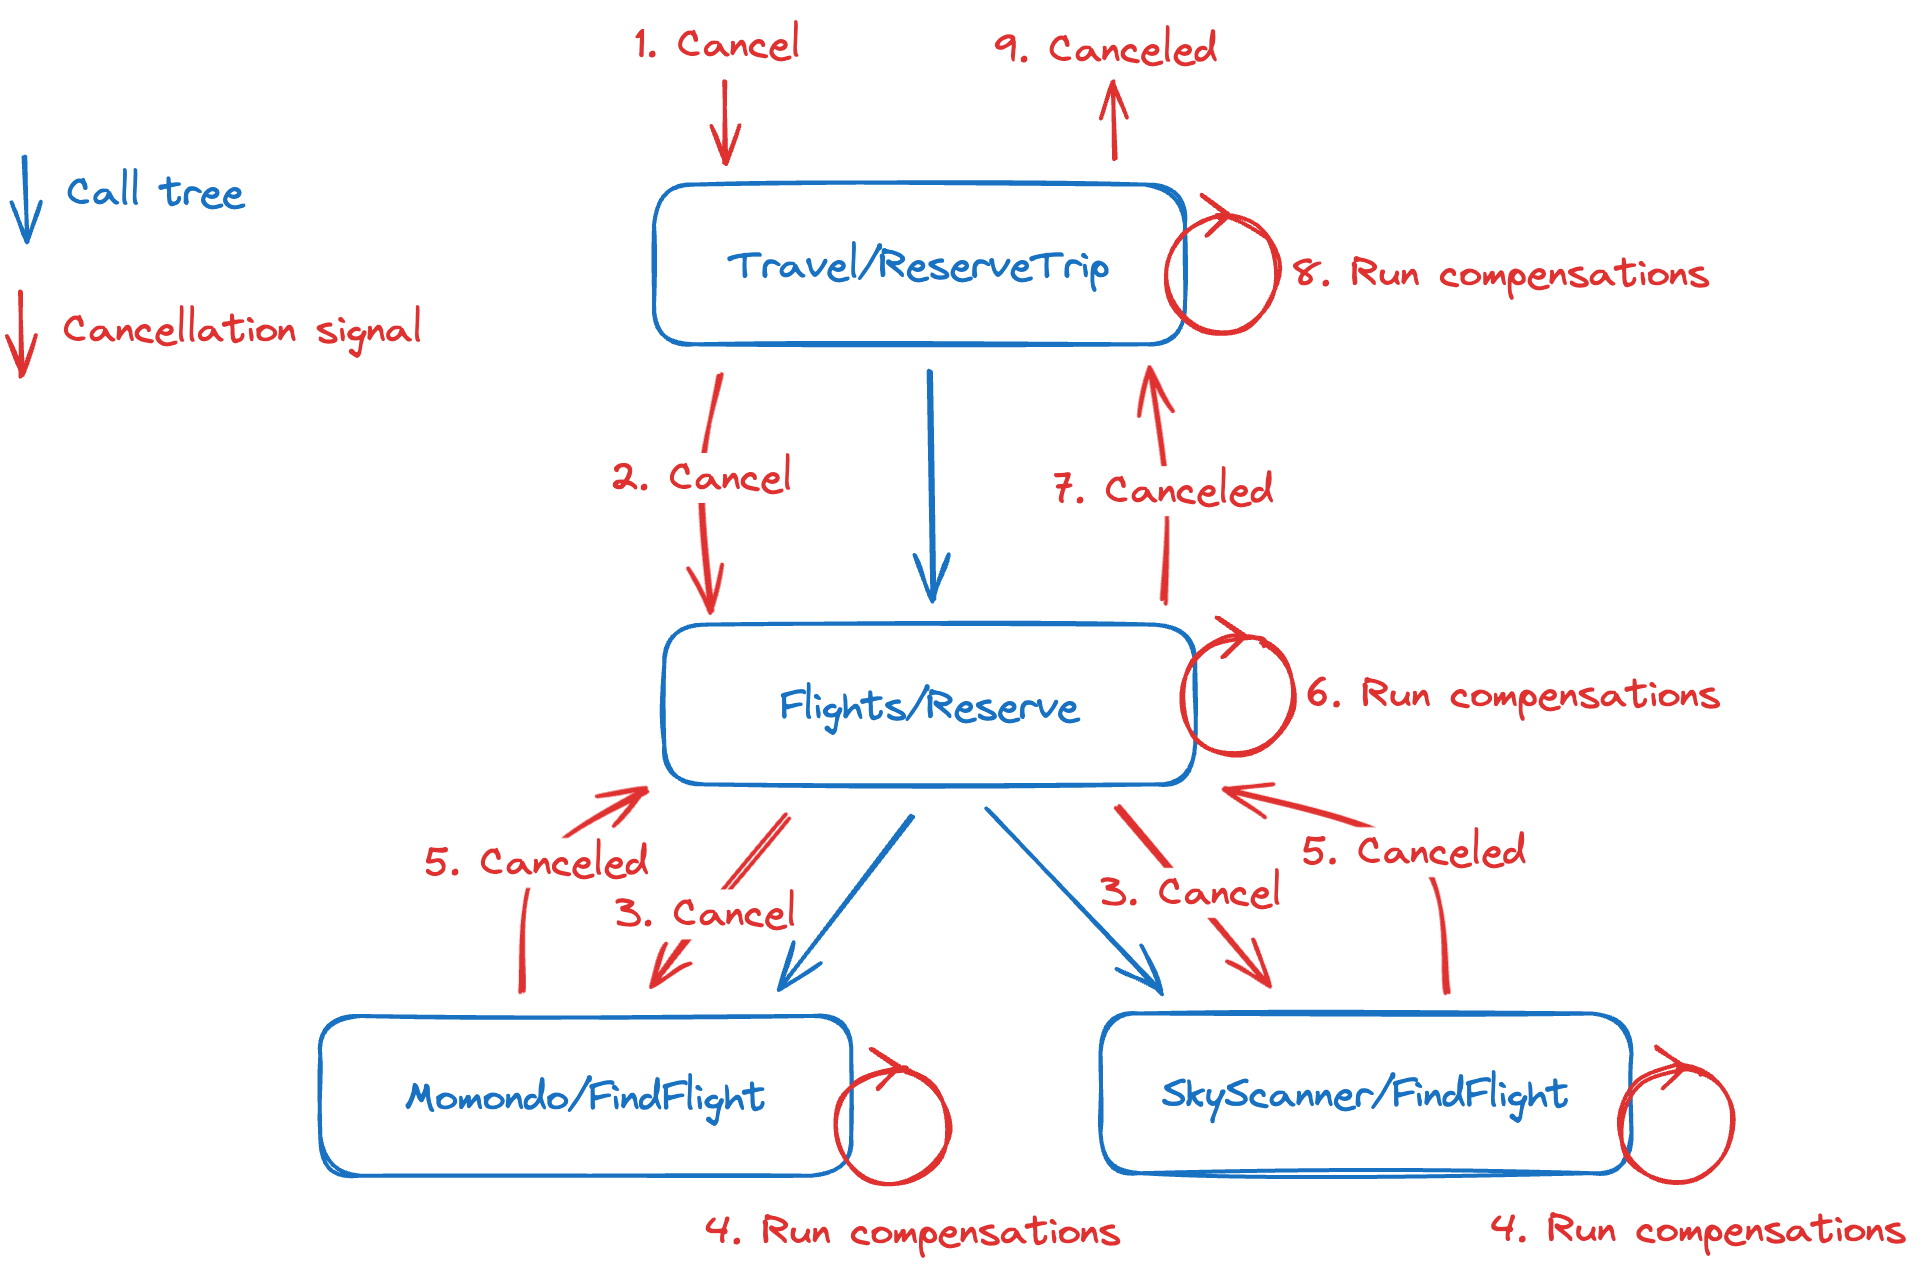 1. Cancel
9. Canceled
Call tree
Cancellation signal
Travel/ReserveTrip
8. Run compensations
2. Cancel
7. Canceled
Flights/Reserve
6. Run compensations
5. Canceled
3. Cancel
3. Cancel
5. Canceled
Momondo/FindFlight
SkyScanner/FindFlight
4. Run compensations
4. Run compensations